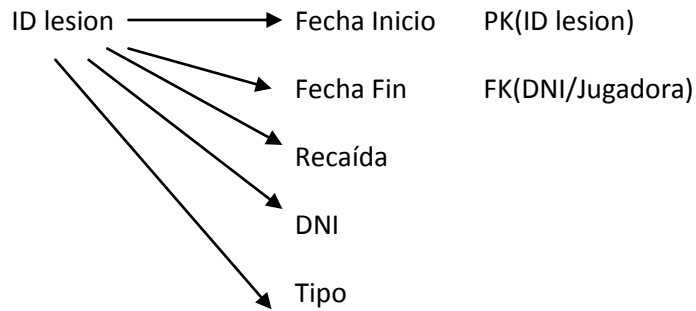 ID lesion Fecha Inicio PK(ID lesion)
Fecha Fin FK(DNI/Jugadora)
Recaída
DNI
Tipo